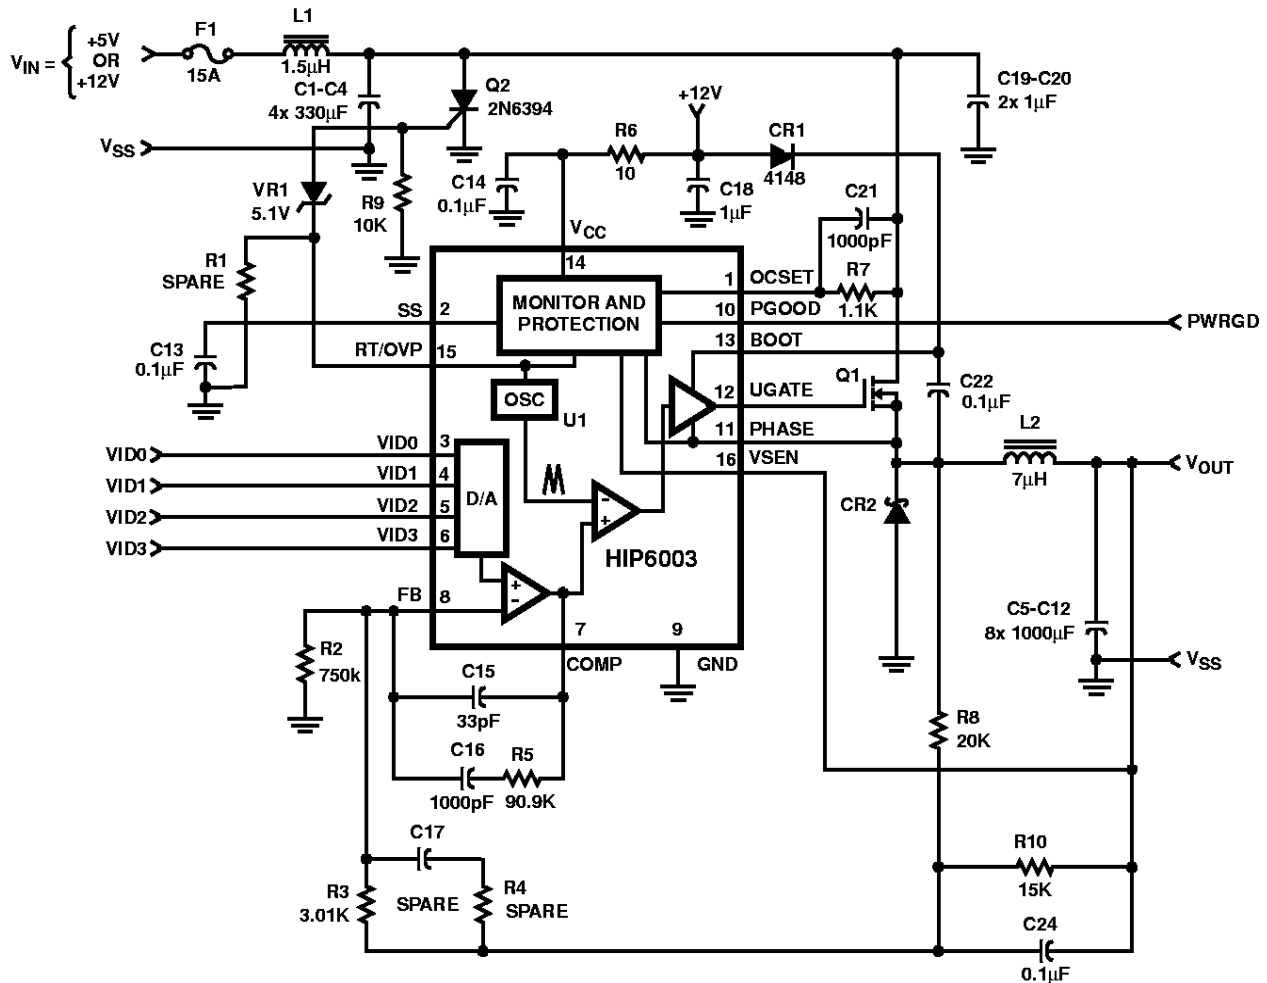 F1
L1
V_IN =
+5V
OR
+12V
15A
1.5μH
C1-C4
4x 330μF
Q2
2N6394
+12V
C19-C20
2x 1μF
V_SS
R6
10
CR1
4148
C14
0.1μF
C18
1μF
VR1
5.1V
R9
10K
C21
1000pF
V_CC
14
R1
SPARE
MONITOR AND
PROTECTION
1
OCSET
R7
1.1K
SS
2
10
PGOOD
PWRGD
C13
0.1μF
RT/OVP
15
13
BOOT
OSC
U1
12
UGATE
Q1
C22
0.1μF
11
PHASE
L2
7μH
16
VSEN
V_OUT
VID0
VID0
3
VID1
VID1
4
VID2
VID2
5
VID3
VID3
6
D/A
-
+
CR2
HIP6003
+
-
FB
8
7
COMP
9
GND
C5-C12
8x 1000μF
V_SS
R2
750k
C15
33pF
C16
1000pF
R5
90.9K
R8
20K
C17
SPARE
R3
3.01K
R4
SPARE
R10
15K
C24
0.1μF